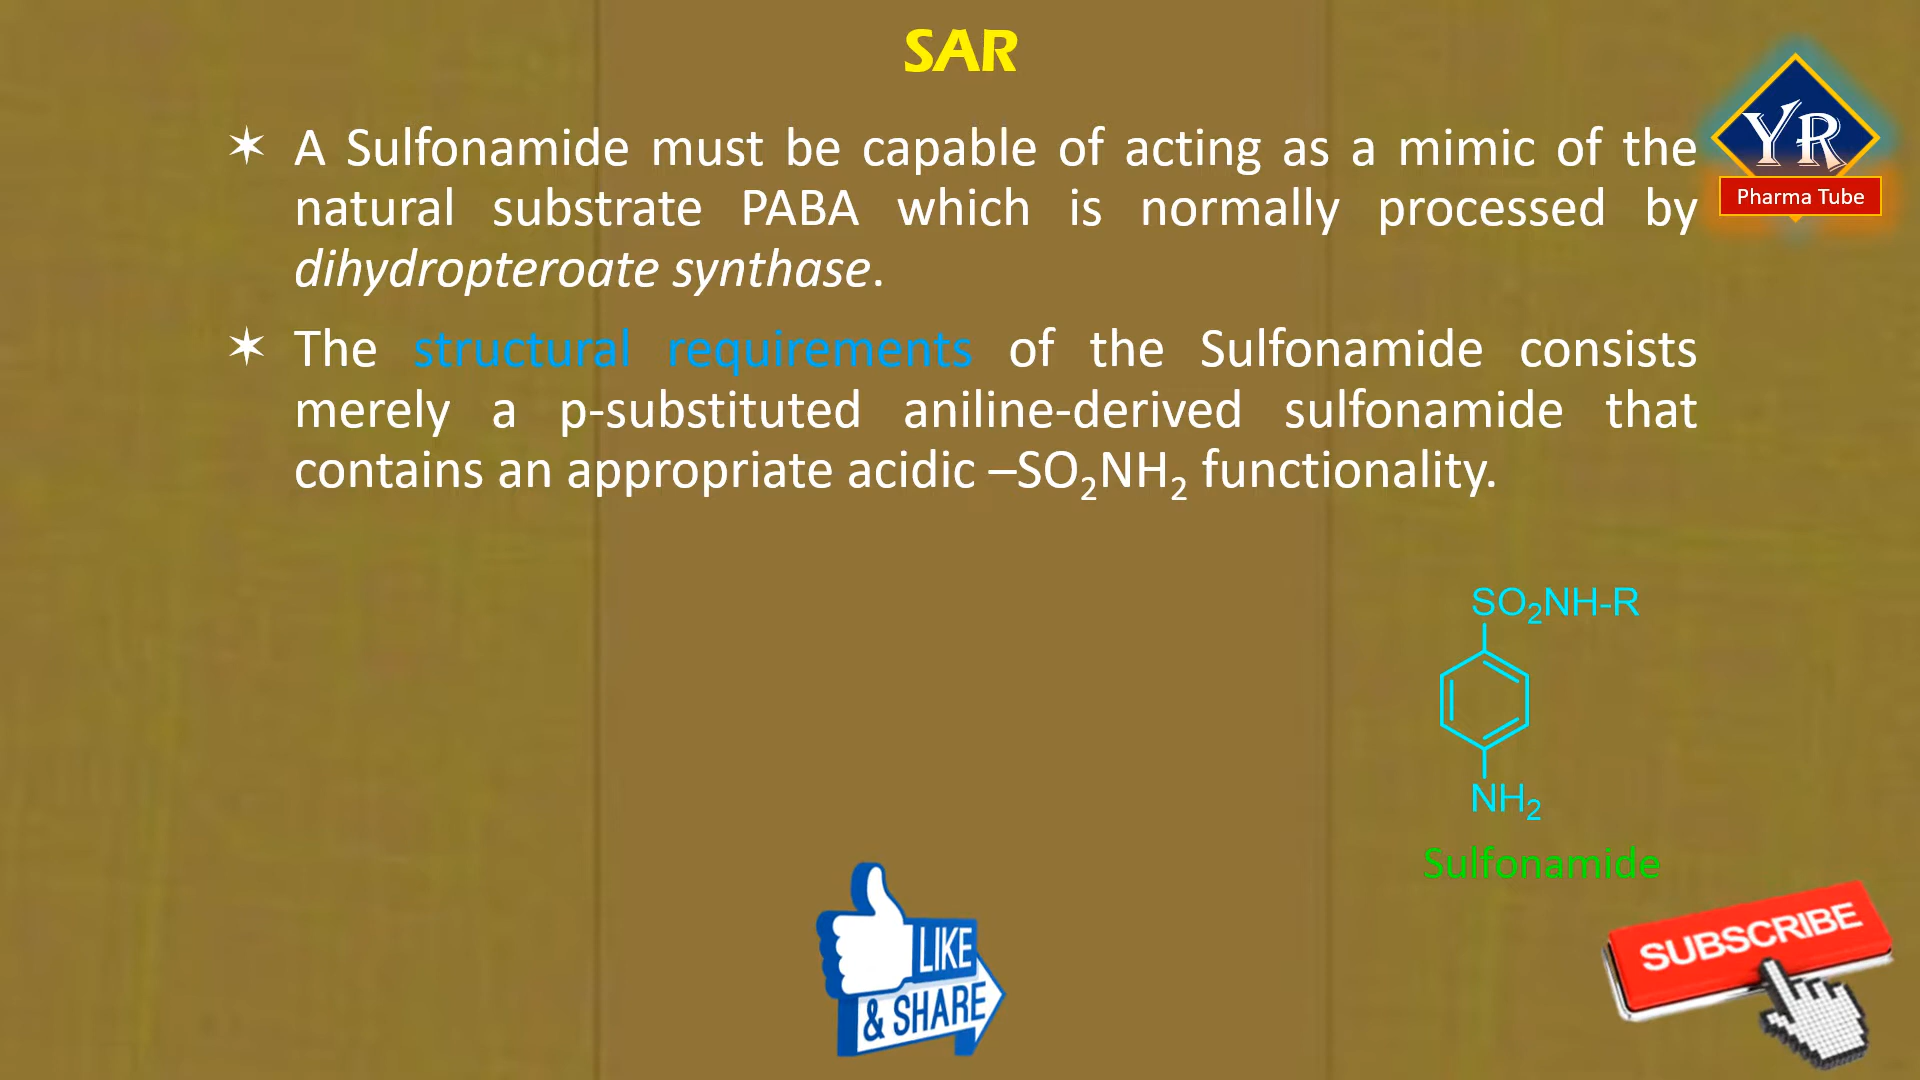 SAR
✶ A Sulfonamide must be capable of acting as a mimic of the
natural substrate PABA which is normally processed by
dihydropteroate synthase.
✶ The structural requirements of the Sulfonamide consists
merely a p-substituted aniline-derived sulfonamide that
contains an appropriate acidic –SO₂NH₂ functionality.
YR
Pharma Tube
SO₂NH-R
NH₂
Sulfonamide
LIKE
& SHARE
SUBSCRIBE